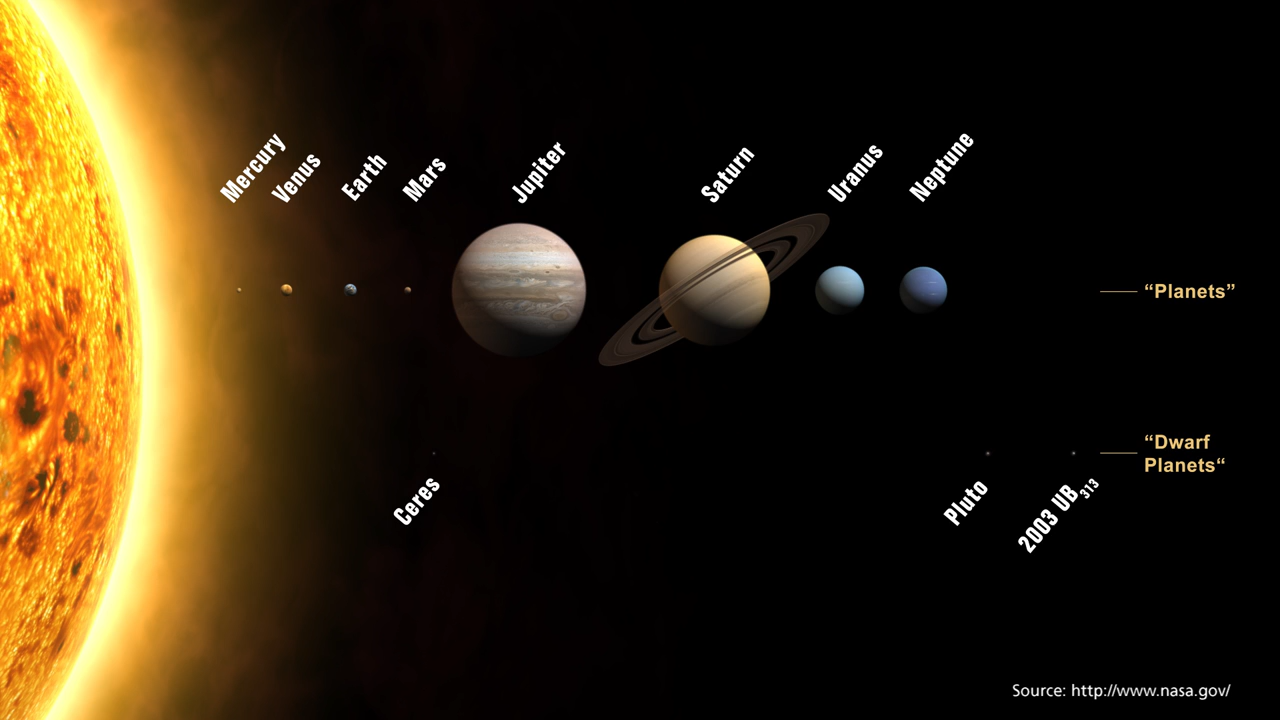 Mercury
Venus
Earth
Mars
Jupiter
Saturn
Uranus
Neptune
“Planets”
“Dwarf
Planets“
Ceres
Pluto
2003 UB313
Source: http://www.nasa.gov/